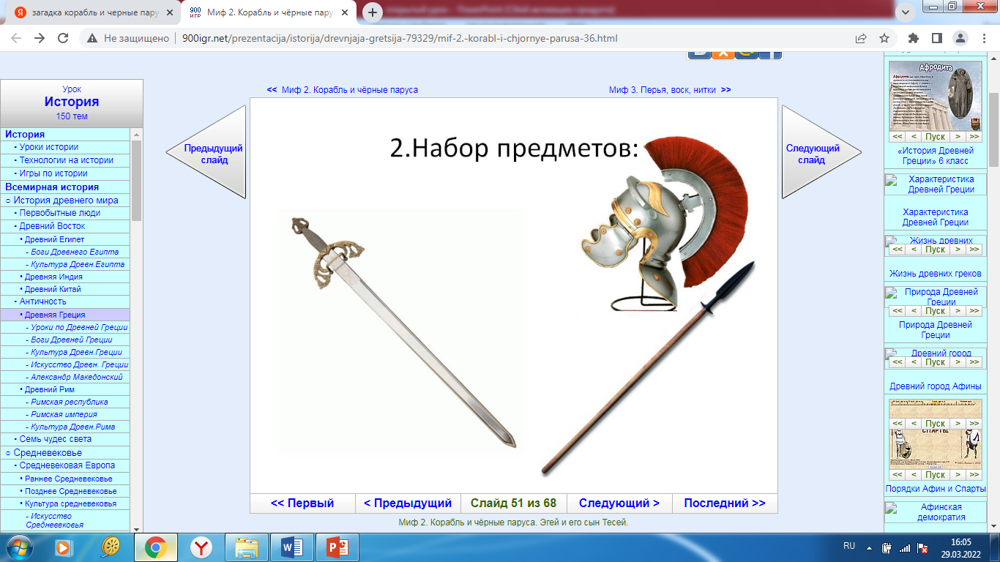 загадка корабль и черные пару
Миф 2. Корабль и чёрные пару
Не защищено
900igr.net/prezentacija/istorija/drevnjaja-gretsija-79329/mif-2.-korabl-i-chjornye-parusa-36.html
Урок
История
150 тем
История
• Уроки истории
• Технологии на истории
• Игры по истории
Всемирная история
○ История древнего мира
• Первобытные люди
• Древний Восток
• Древний Египет
- Боги Древнего Египта
- Культура Древн.Египта
• Древняя Индия
• Древний Китай
• Античность
• Древняя Греция
- Уроки по Древней Греции
- Боги Древней Греции
- Культура Древн.Греции
- Искусство Древн. Греции
- Александр Македонский
• Древний Рим
- Римская республика
- Римская империя
- Культура Древн.Рима
• Семь чудес света
○ Средневековье
• Средневековая Европа
• Раннее Средневековье
• Позднее Средневековье
• Культура средневековья
- Искусство
Средневековья
<< Миф 2. Корабль и чёрные паруса
Миф 3. Перья, воск, нитки >>
Предыдущий
слайд
2.Набор предметов:
Следующий
слайд
<< Первый
< Предыдущий
Слайд 51 из 68
Следующий >
Последний >>
Миф 2. Корабль и чёрные паруса. Эгей и его сын Тесей.
Афродита
<< < Пуск > >>
«История Древней
Греции» 6 класс
Характеристика
Древней Греции
Характеристика
Древней Греции
Жизнь древних
<< < Пуск > >>
Жизнь древних греков
Природа Древней
Греции
<< < Пуск > >>
Природа Древней
Греции
Древний город
<< < Пуск > >>
Древний город Афины
<< < Пуск > >>
СПАРТЫ
<< < Пуск > >>
Порядки Афин и Спарты
Афинская
демократия
RU
16:05
29.03.2022